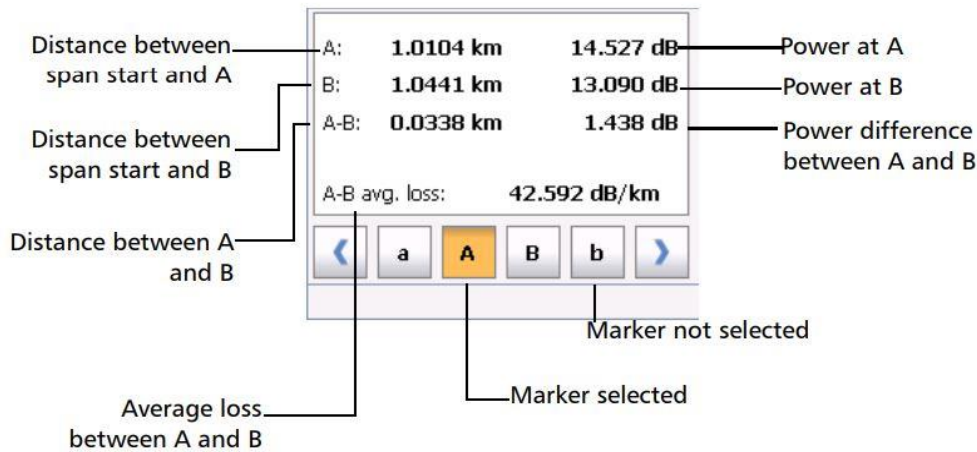 Distance between
span start and A
A: 1.0104 km 14.527 dB
Power at A
B: 1.0441 km 13.090 dB
Power at B
Distance between
span start and B
A-B: 0.0338 km 1.438 dB
Power difference
between A and B
A-B avg. loss: 42.592 dB/km
Distance between A
and B
❮ a A B b ❯
Marker not selected
Marker selected
Average loss
between A and B